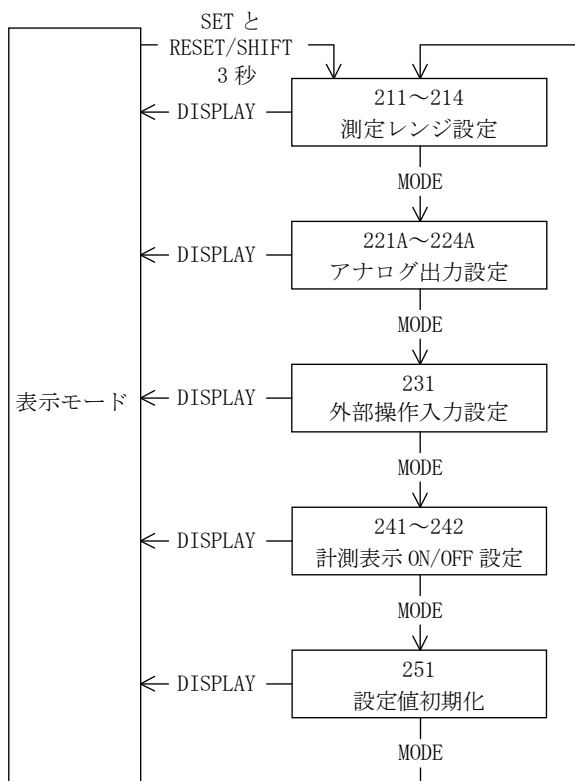 SET と
RESET/SHIFT
3 秒
211～214
測定レンジ設定
DISPLAY
MODE
221A～224A
アナログ出力設定
DISPLAY
MODE
231
外部操作入力設定
表示モード
DISPLAY
MODE
241～242
計測表示 ON/OFF 設定
DISPLAY
MODE
251
設定値初期化
DISPLAY
MODE